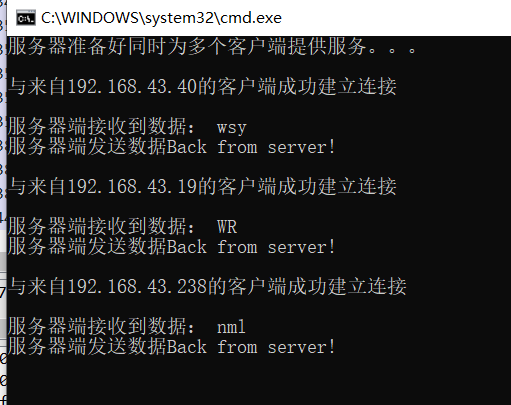 C:\WINDOWS\system32\cmd.exe
服务器准备好同时为多个客户端提供服务。。。
与来自192.168.43.40的客户端成功建立连接
服务器端接收到数据： wsy
服务器端发送数据Back from server!
与来自192.168.43.19的客户端成功建立连接
服务器端接收到数据： WR
服务器端发送数据Back from server!
与来自192.168.43.238的客户端成功建立连接
服务器端接收到数据： nml
服务器端发送数据Back from server!